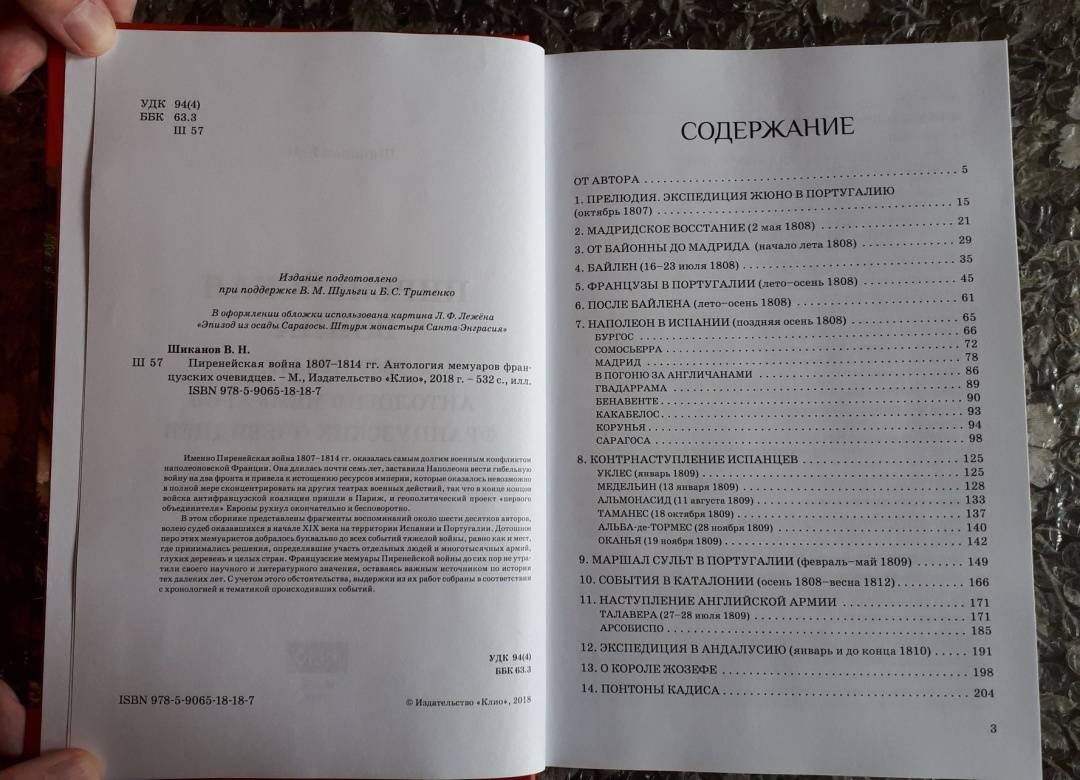 УДК 94(4)
ББК 63.3
Ш 57
Издание подготовлено
при поддержке В. М. Шульги и Б. С. Тритенко
В оформлении обложки использована картина Л. Ф. Лежёна
«Эпизод из осады Сарагосы. Штурм монастыря Санта-Энграсия»
Шиканов В. Н.
Ш 57 Пиренейская война 1807–1814 гг. Антология мемуаров фран-
цузских очевидцев. – М., Издательство «Клио», 2018 г. – 532 с., илл.
ISBN 978-5-9065-18-18-7
Именно Пиренейская война 1807–1814 гг. оказалась самым долгим военным конфликтом
наполеоновской Франции. Она длилась почти семь лет, заставила Наполеона вести гибельную
войну на два фронта и привела к истощению ресурсов империи, которые оказалось невозможно
в полной мере сконцентрировать на других театрах военных действий, так что в конце концов
войска антифранцузской коалиции пришли в Париж, и геополитический проект «первого
объединителя» Европы рухнул окончательно и бесповоротно.
В этом сборнике представлены фрагменты воспоминаний около шести десятков авторов,
волею судеб оказавшихся в начале XIX века на территории Испании и Португалии. Дотошное
перо этих мемуаристов добралось буквально до всех событий тяжелой войны, равно как и мест,
где принимались решения, определявшие участь отдельных людей и многотысячных армий,
глухих деревень и целых стран. Французские мемуары Пиренейской войны до сих пор не утра-
тили своего научного и литературного значения, оставаясь важным источником по истории
тех далеких лет. С учетом этого обстоятельства, выдержки из их работ собраны в соответствии
с хронологией и тематикой происходивших событий.
УДК 94(4)
ББК 63.3
ISBN 978-5-9065-18-18-7
© Издательство «Клио», 2018
СОДЕРЖАНИЕ
ОТ АВТОРА 5
1. ПРЕЛЮДИЯ. ЭКСПЕДИЦИЯ ЖЮНО В ПОРТУГАЛИЮ
(октябрь 1807) 15
2. МАДРИДСКОЕ ВОССТАНИЕ (2 мая 1808) 21
3. ОТ БАЙОННЫ ДО МАДРИДА (начало лета 1808) 29
4. БАЙЛЕН (16–23 июля 1808) 35
5. ФРАНЦУЗЫ В ПОРТУГАЛИИ (лето–осень 1808) 45
6. ПОСЛЕ БАЙЛЕНА (лето–осень 1808) 61
7. НАПОЛЕОН В ИСПАНИИ (поздняя осень 1808) 65
БУРГОС 66
СОМОСЬЕРРА 72
МАДРИД 78
В ПОГОНЮ ЗА АНГЛИЧАНАМИ 86
ГВАДАРРАМА 89
БЕНАВЕНТЕ 90
КАКАБЕЛОС 93
КОРУНЬЯ 94
САРАГОСА 98
8. КОНТРНАСТУПЛЕНИЕ ИСПАНЦЕВ 125
УКЛЕС (январь 1809) 125
МЕДЕЛЬИН (13 января 1809) 128
АЛЬМОНАСИД (11 августа 1809) 133
ТАМАНЕС (18 октября 1809) 137
АЛЬБА-де-ТОРМЕС (28 ноября 1809) 140
ОКАНЬЯ (19 ноября 1809) 142
9. МАРШАЛ СУЛЬТ В ПОРТУГАЛИИ (февраль–май 1809) 149
10. СОБЫТИЯ В КАТАЛОНИИ (осень 1808–весна 1812) 166
11. НАСТУПЛЕНИЕ АНГЛИЙСКОЙ АРМИИ 171
ТАЛАВЕРА (27–28 июля 1809) 171
АРСОБИСПО 185
12. ЭКСПЕДИЦИЯ В АНДАЛУСИЮ (январь и до конца 1810) 191
13. О КОРОЛЕ ЖОЗЕФЕ 198
14. ПОНТОНЫ КАДИСА 204
3